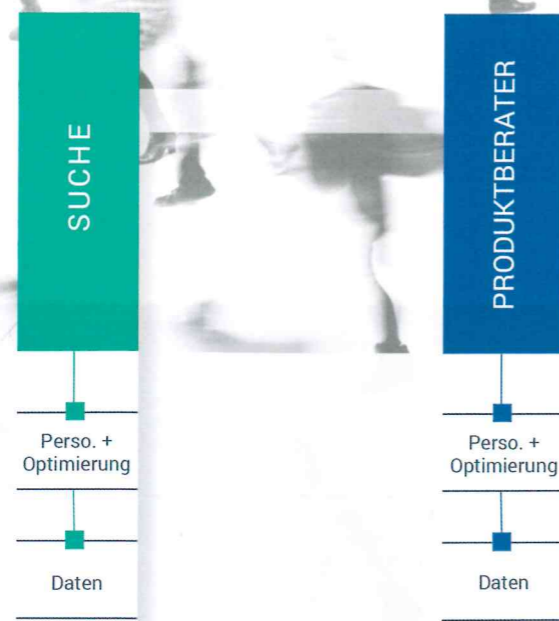 SUCHE
Perso. +
Optimierung
Daten
PRODUKTBERATER
Perso. +
Optimierung
Daten